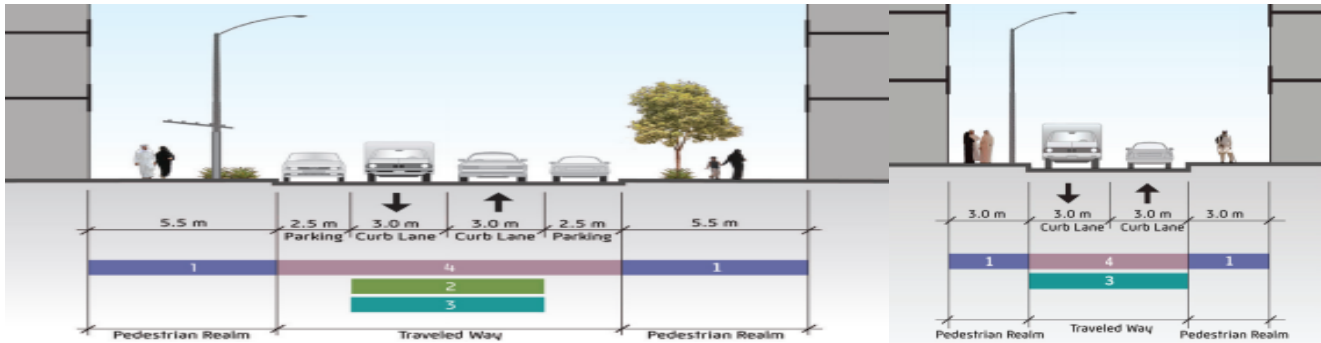 5.5 m 2.5 m 3.0 m 3.0 m 2.5 m 5.5 m
Parking Curb Lane Curb Lane Parking
1 4 1
2
3
Pedestrian Realm Traveled Way Pedestrian Realm
3.0 m 3.0 m 3.0 m 3.0 m
Curb Lane Curb Lane
1 4 1
3
Pedestrian Realm Traveled Way Pedestrian Realm